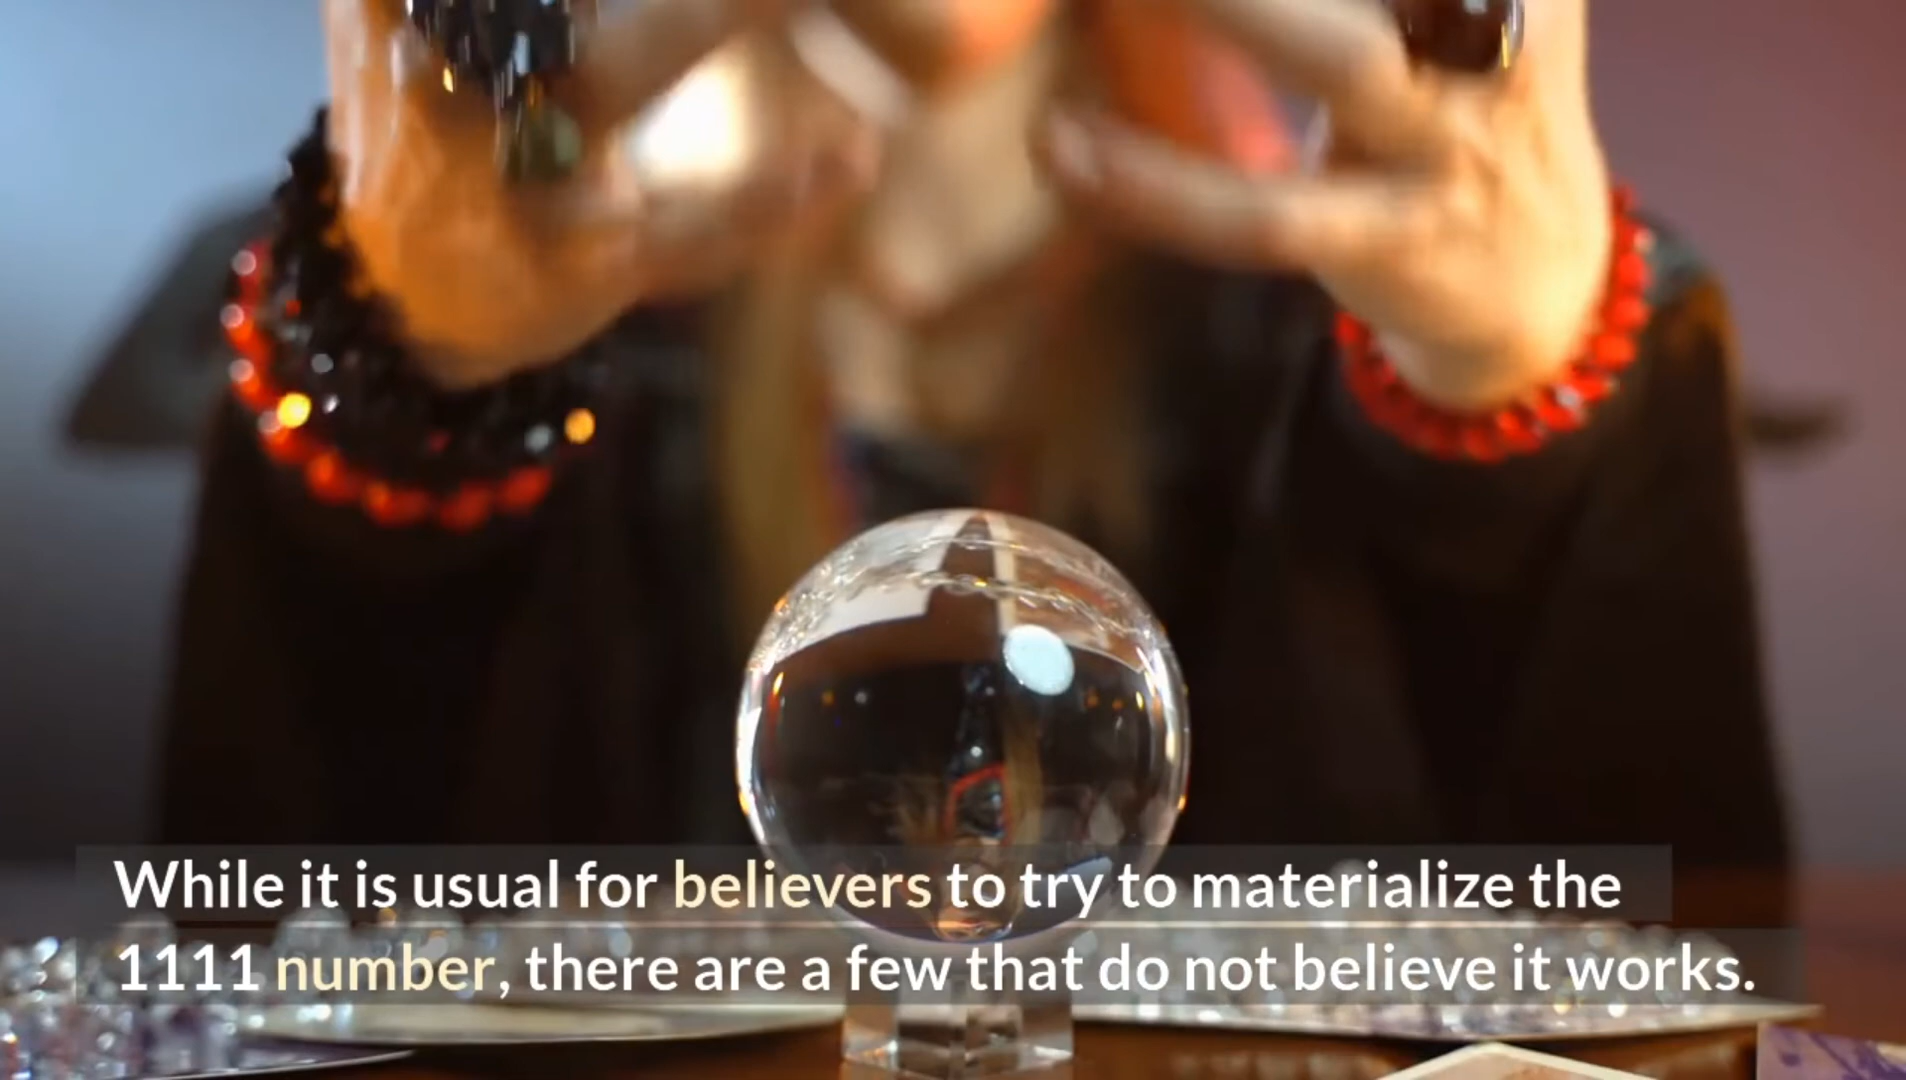 While it is usual for believers to try to materialize the
1111 number, there are a few that do not believe it works.